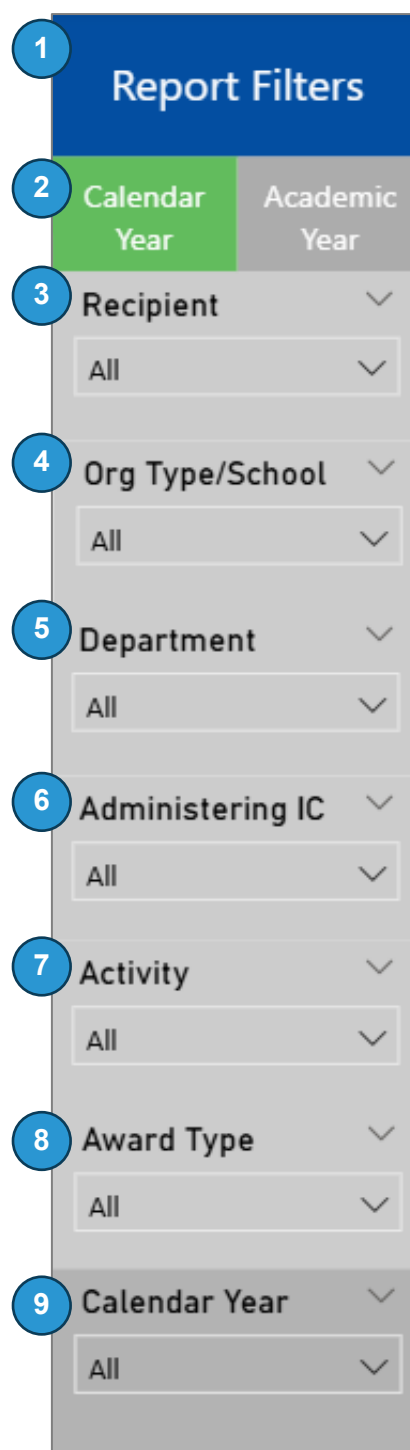 1
Report Filters
2
Calendar Academic
Year Year
3
Recipient
All
4
Org Type/School
All
5
Department
All
6
Administering IC
All
7
Activity
All
8
Award Type
All
9
Calendar Year
All